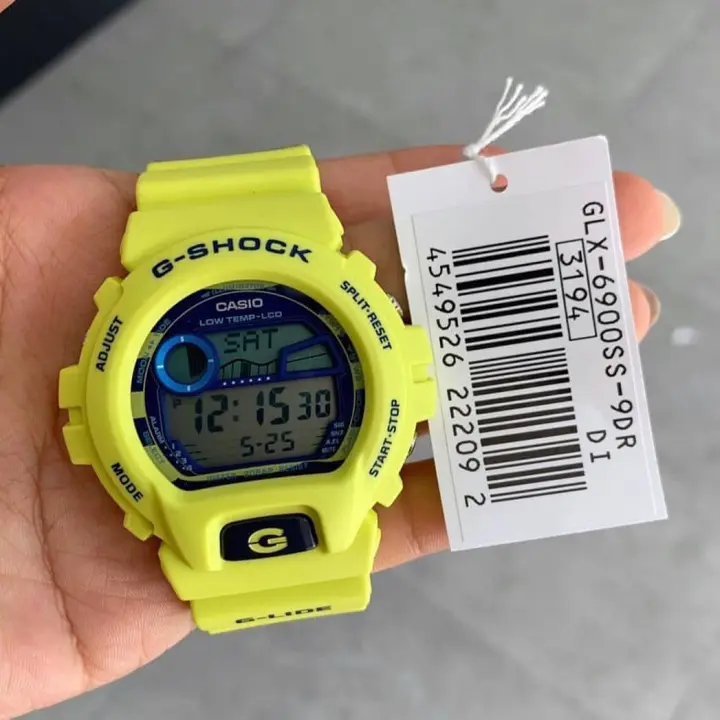 G-SHOCK
CASIO
LOW TEMP-LCD
SPLIT-RESET
ADJUST
SAT
P 12:15 30
5-25
ALARM
MODE
START-STOP
G
G-LIDE
GLX-6900SS-9DR
3194
DI
4549526 22209 2